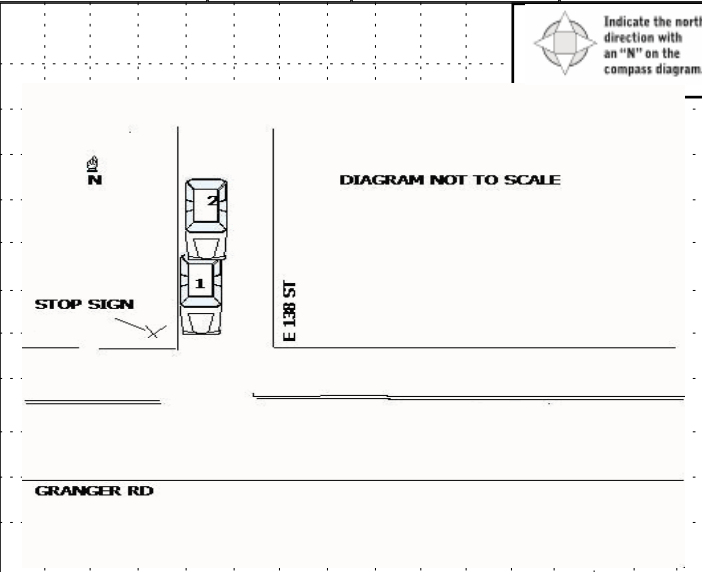 Indicate the north
direction with
an “N” on the
compass diagram.
N
DIAGRAM NOT TO SCALE
2
1
STOP SIGN
E 138 ST
GRANGER RD